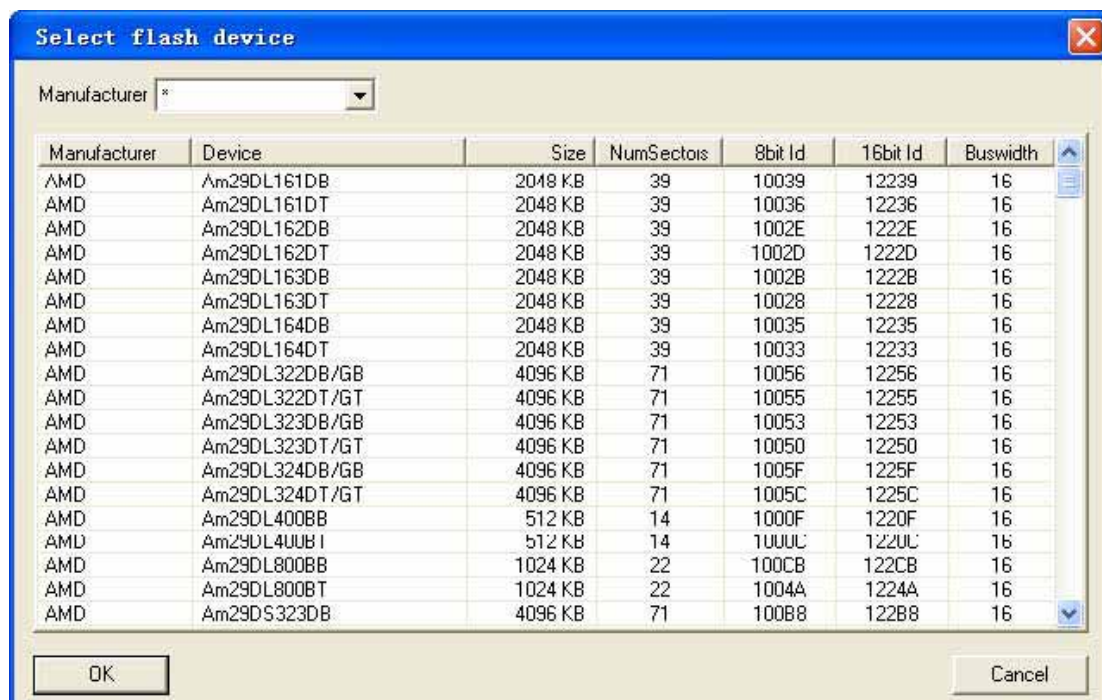 Select flash device
Manufacturer *
Manufacturer Device Size NumSectors 8bit Id 16bit Id Buswidth
AMD Am29DL161DB 2048 KB 39 10039 12239 16
AMD Am29DL161DT 2048 KB 39 10036 12236 16
AMD Am29DL162DB 2048 KB 39 1002E 1222E 16
AMD Am29DL162DT 2048 KB 39 1002D 1222D 16
AMD Am29DL163DB 2048 KB 39 1002B 1222B 16
AMD Am29DL163DT 2048 KB 39 10028 12228 16
AMD Am29DL164DB 2048 KB 39 10035 12235 16
AMD Am29DL164DT 2048 KB 39 10033 12233 16
AMD Am29DL322DB/GB 4096 KB 71 10056 12256 16
AMD Am29DL322DT/GT 4096 KB 71 10055 12255 16
AMD Am29DL323DB/GB 4096 KB 71 10053 12253 16
AMD Am29DL323DT/GT 4096 KB 71 10050 12250 16
AMD Am29DL324DB/GB 4096 KB 71 1005F 1225F 16
AMD Am29DL324DT/GT 4096 KB 71 1005C 1225C 16
AMD Am29DL400BB 512 KB 14 1000F 1220F 16
AMD Am29DL400BT 512 KB 14 1000C 1220C 16
AMD Am29DL800BB 1024 KB 22 100CB 122CB 16
AMD Am29DL800BT 1024 KB 22 1004A 1224A 16
AMD Am29DS323DB 4096 KB 71 100B8 122B8 16
OK Cancel